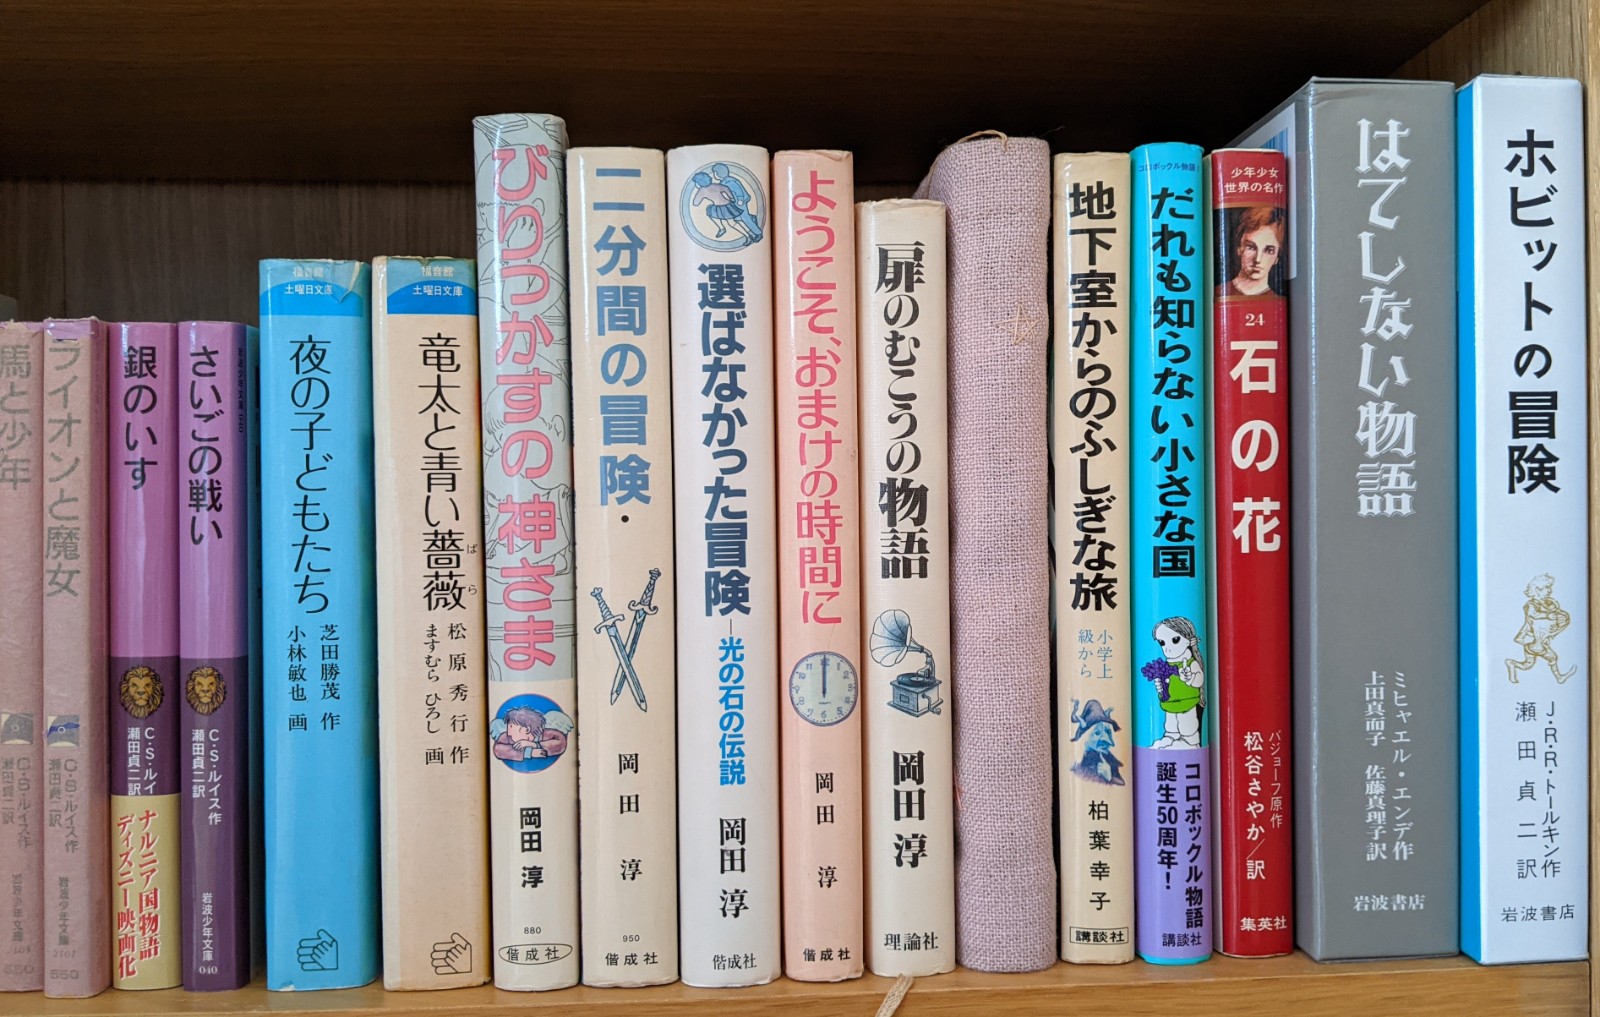 馬と少年
C・S・ルイス作
瀬田貞二訳
岩波少年文庫
550
ライオンと魔女
C・S・ルイス作
瀬田貞二訳
岩波少年文庫
2101
550
銀のいす
C・S・ルイ
瀬田貞二訳
ナルニア国物語
ディズニー映画化
さいごの戦い
C・S・ルイス作
瀬田貞二訳
岩波少年文庫
040
福音館
土曜日文庫
夜の子どもたち
芝田勝茂 作
小林敏也 画
福音館
土曜日文庫
竜太と青い薔薇
ばら
松原秀行 作
ますむら ひろし 画
びりっかすの神さま
岡田 淳
880
偕成社
二分間の冒険・
岡田 淳
950
偕成社
選ばなかった冒険
―光の石の伝説
岡田 淳
偕成社
ようこそ、おまけの時間に
岡田 淳
偕成社
扉のむこうの物語
岡田 淳
理論社
地下室からのふしぎな旅
小学上
級から
柏葉幸子
講談社
コロボックル物語1
だれも知らない小さな国
コロボックル物語
誕生50周年!
講談社
少年少女
世界の名作
24
石の花
バジョーフ原作
松谷さやか/訳
集英社
はてしない物語
ミヒャエル・エンデ作
上田真而子 佐藤真理子訳
岩波書店
ホビットの冒険
J・R・R・トールキン作
瀬田貞二訳
岩波書店